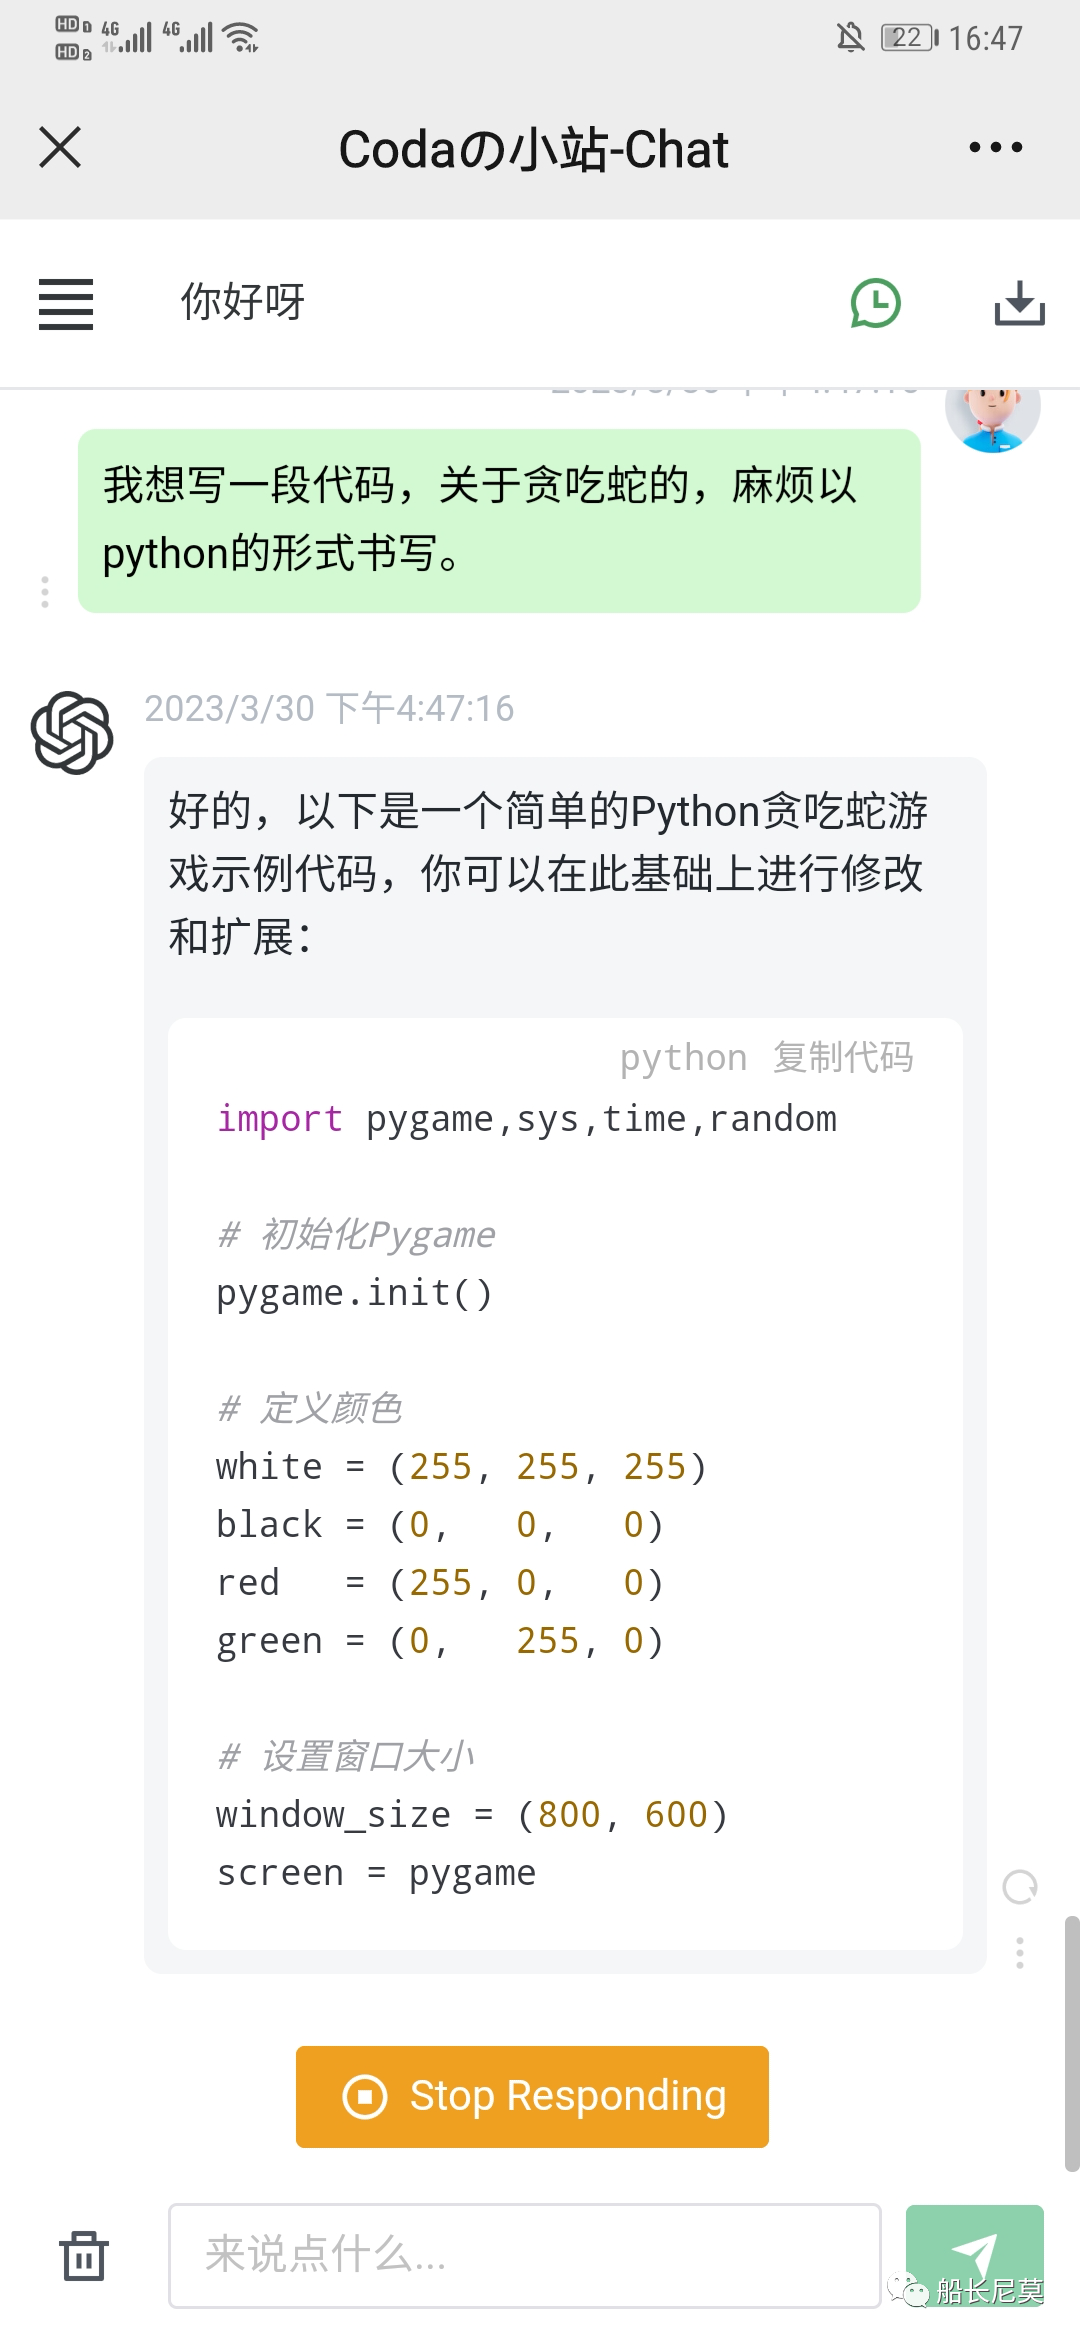 HD 1 4G 4G
HD 2
22 16:47
Codaの小站-Chat
你好呀
我想写一段代码，关于贪吃蛇的，麻烦以
python的形式书写。
2023/3/30 下午4:47:16
好的，以下是一个简单的Python贪吃蛇游
戏示例代码，你可以在此基础上进行修改
和扩展：
python 复制代码
import pygame,sys,time,random
# 初始化Pygame
pygame.init()
# 定义颜色
white = (255, 255, 255)
black = (0,   0,   0)
red   = (255, 0,   0)
green = (0,   255, 0)
# 设置窗口大小
window_size = (800, 600)
screen = pygame
Stop Responding
来说点什么...
船长尼莫